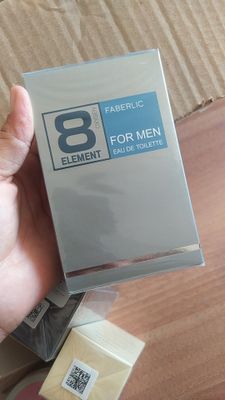 8
ELEMENT
FABERLIC
FOR MEN
EAU DE TOILETTE